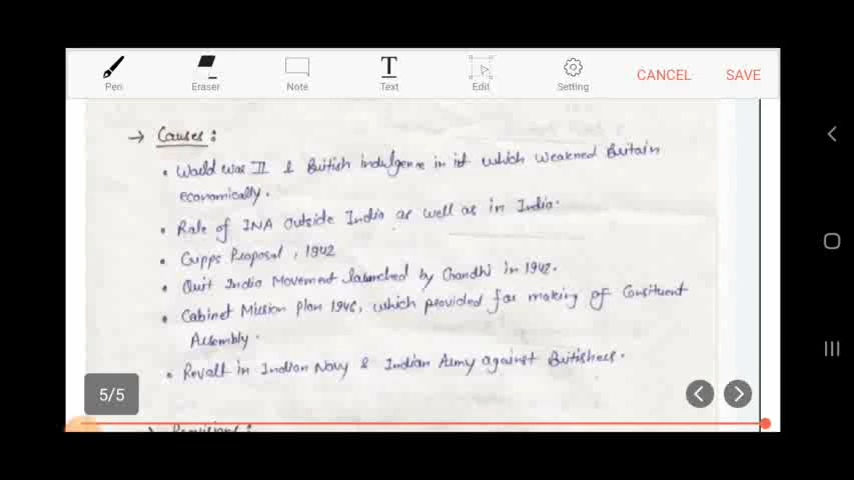 Pen
Eraser
Note
Text
Edit
Setting
CANCEL
SAVE
→ Causes:
• World War II & British indulgence in it which weakened Britain
economically.
• Role of INA outside India as well as in India.
• Cripps Proposal, 1942
• Quit India Movement launched by Gandhi in 1942.
• Cabinet Mission Plan 1946, which provided for making of Constituent
Assembly.
• Revolt in Indian Navy & Indian Army against Britishers.
5/5
→ Provisions: